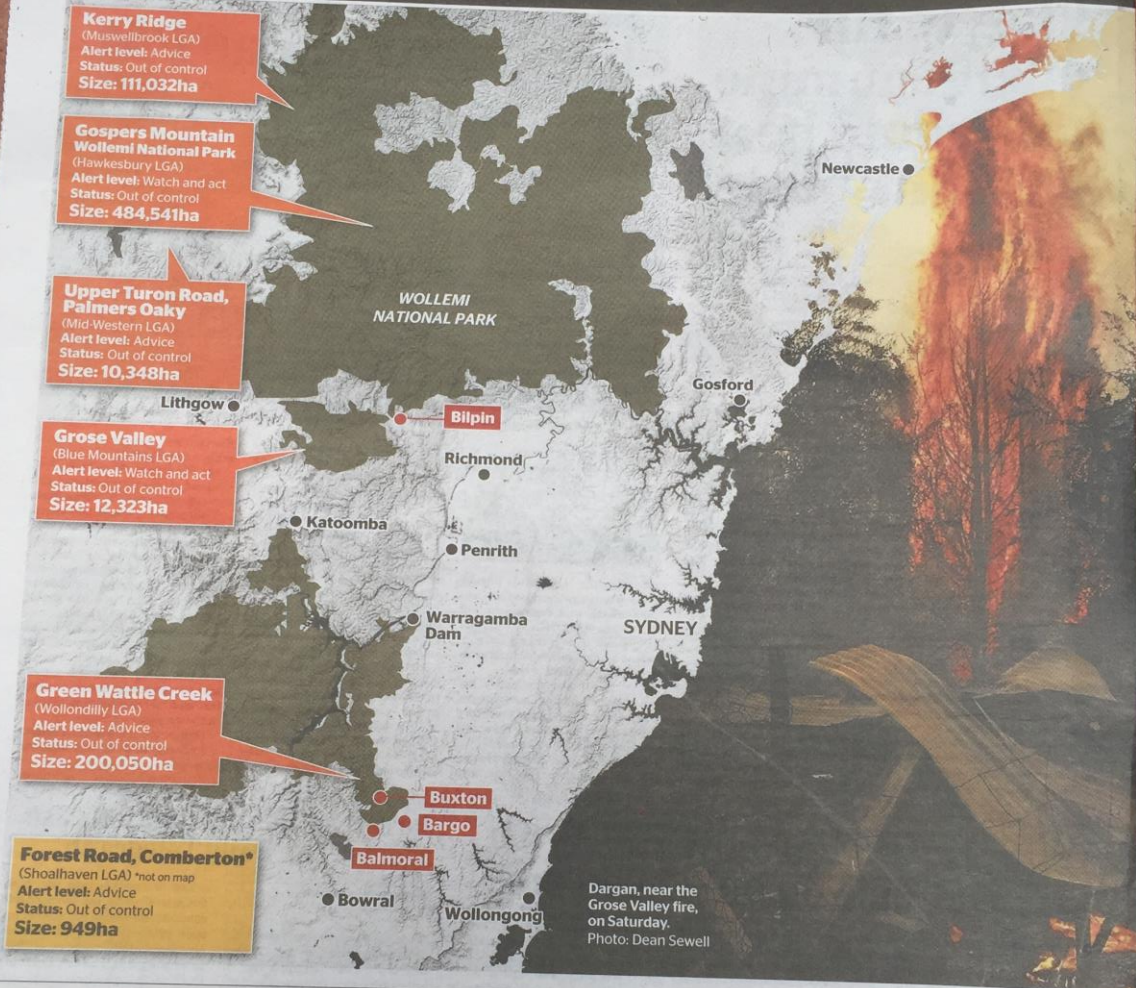 Kerry Ridge
(Muswellbrook LGA)
Alert level: Advice
Status: Out of control
Size: 111,032ha
Gospers Mountain
Wollemi National Park
(Hawkesbury LGA)
Alert level: Watch and act
Status: Out of control
Size: 484,541ha
Upper Turon Road,
Palmers Oaky
(Mid-Western LGA)
Alert level: Advice
Status: Out of control
Size: 10,348ha
Grose Valley
(Blue Mountains LGA)
Alert level: Watch and act
Status: Out of control
Size: 12,323ha
Green Wattle Creek
(Wollondilly LGA)
Alert level: Advice
Status: Out of control
Size: 200,050ha
Forest Road, Comberton*
(Shoalhaven LGA) *not on map
Alert level: Advice
Status: Out of control
Size: 949ha
Newcastle
WOLLEMI
NATIONAL PARK
Lithgow
Bilpin
Gosford
Richmond
Katoomba
Penrith
Warragamba
Dam
SYDNEY
Buxton
Bargo
Balmoral
Bowral
Wollongong
Dargan, near the
Grose Valley fire,
on Saturday.
Photo: Dean Sewell